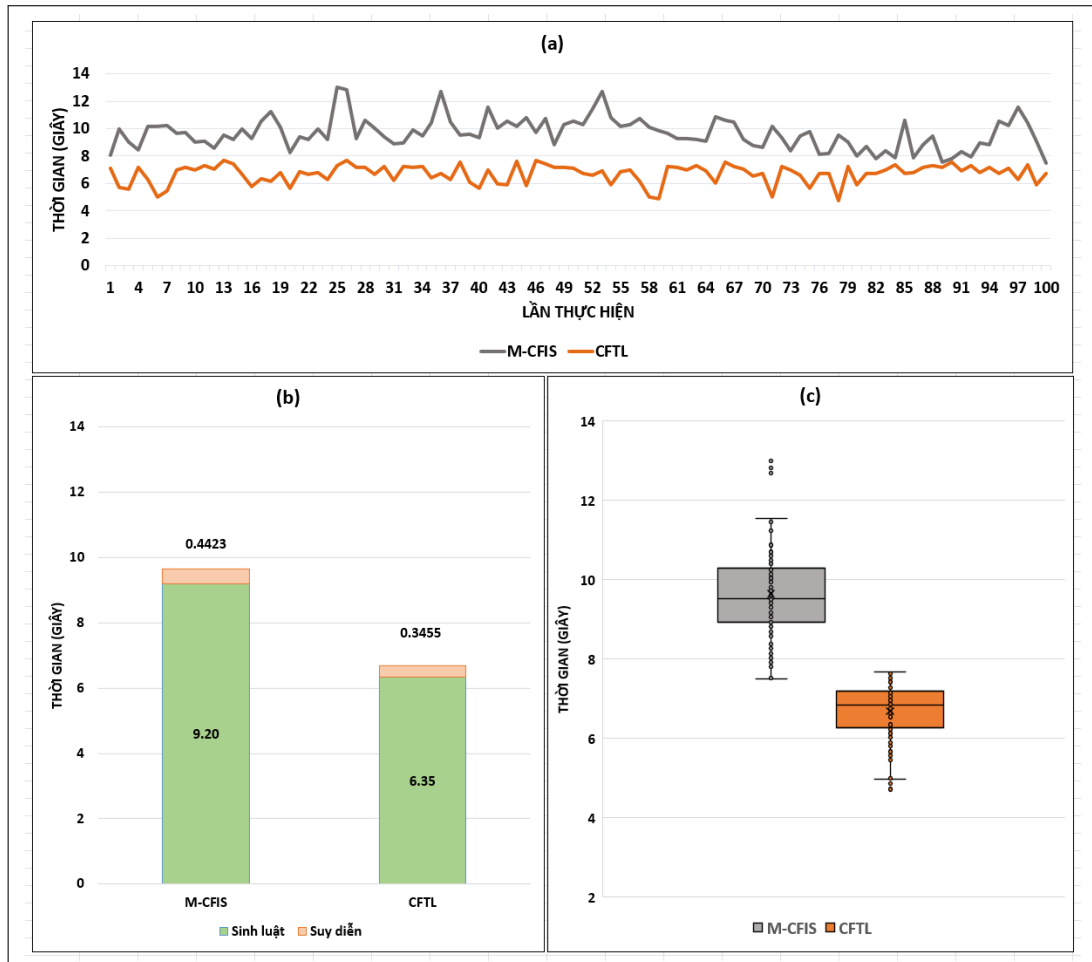 (a)
THỜI GIAN (GIÂY)
14
12
10
8
6
4
2
0
1 4 7 10 13 16 19 22 25 28 31 34 37 40 43 46 49 52 55 58 61 64 67 70 73 76 79 82 85 88 91 94 97 100
LẦN THỰC HIỆN
M-CFIS CFTL
(b)
THỜI GIAN (GIÂY)
14
12
10
8
6
4
2
0
0.4423
9.20
0.3455
6.35
M-CFIS CFTL
Sinh luật Suy diễn
(c)
THỜI GIAN (GIÂY)
14
12
10
8
6
4
2
M-CFIS CFTL